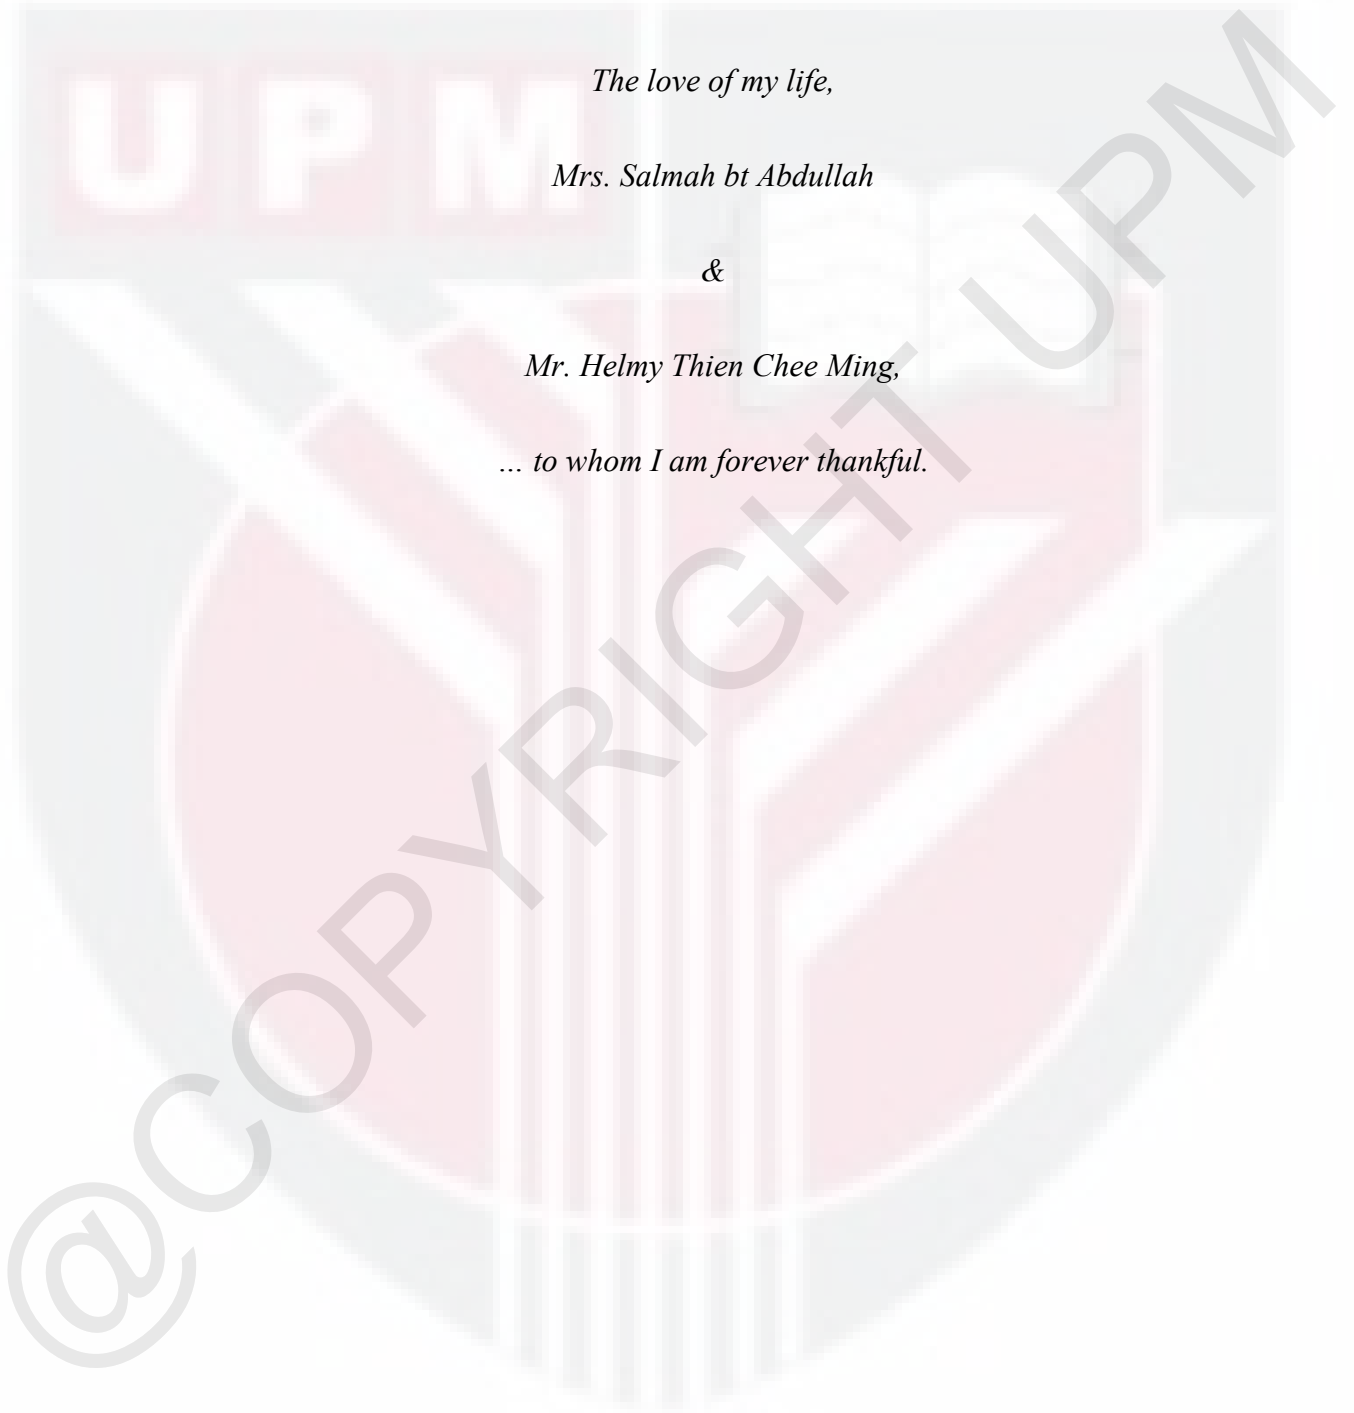 UPM
The love of my life,
Mrs. Salmah bt Abdullah
&
Mr. Helmy Thien Chee Ming,
... to whom I am forever thankful.
@COPYRIGHT UPM